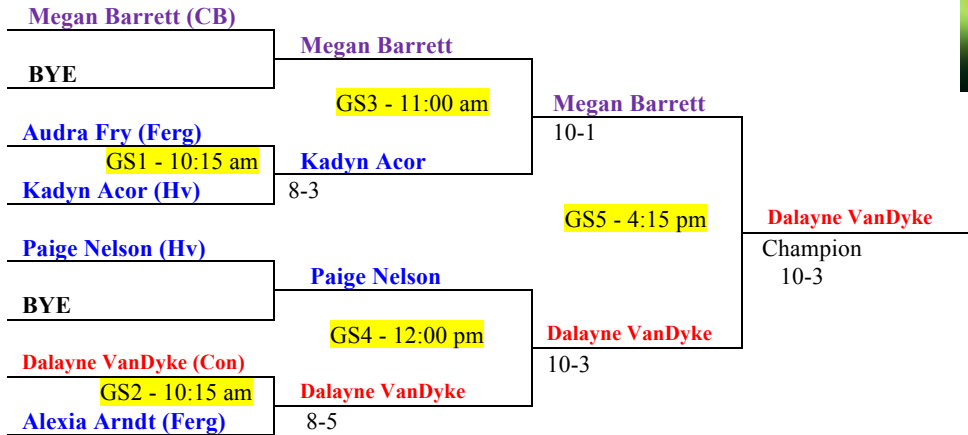 Megan Barrett (CB)
Megan Barrett
BYE
GS3 - 11:00 am
Megan Barrett
Audra Fry (Ferg)
10-1
GS1 - 10:15 am
Kadyn Acor
Kadyn Acor (Hv)
8-3
GS5 - 4:15 pm
Dalayne VanDyke
Paige Nelson (Hv)
Champion
Paige Nelson
10-3
BYE
GS4 - 12:00 pm
Dalayne VanDyke
Dalayne VanDyke (Con)
10-3
GS2 - 10:15 am
Dalayne VanDyke
Alexia Arndt (Ferg)
8-5